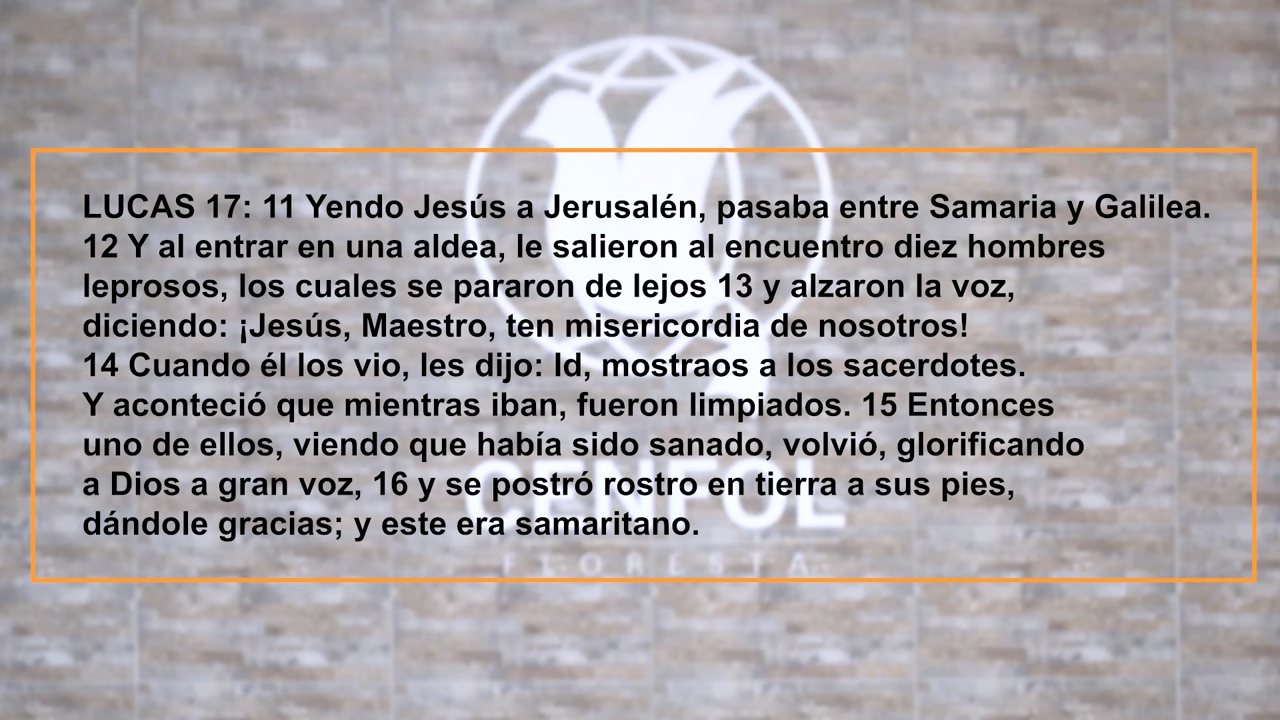 LUCAS 17: 11 Yendo Jesús a Jerusalén, pasaba entre Samaria y Galilea.
12 Y al entrar en una aldea, le salieron al encuentro diez hombres
leprosos, los cuales se pararon de lejos 13 y alzaron la voz,
diciendo: ¡Jesús, Maestro, ten misericordia de nosotros!
14 Cuando él los vio, les dijo: Id, mostraos a los sacerdotes.
Y aconteció que mientras iban, fueron limpiados. 15 Entonces
uno de ellos, viendo que había sido sanado, volvió, glorificando
a Dios a gran voz, 16 y se postró rostro en tierra a sus pies,
dándole gracias; y este era samaritano.
CENFOL
FLORESTA